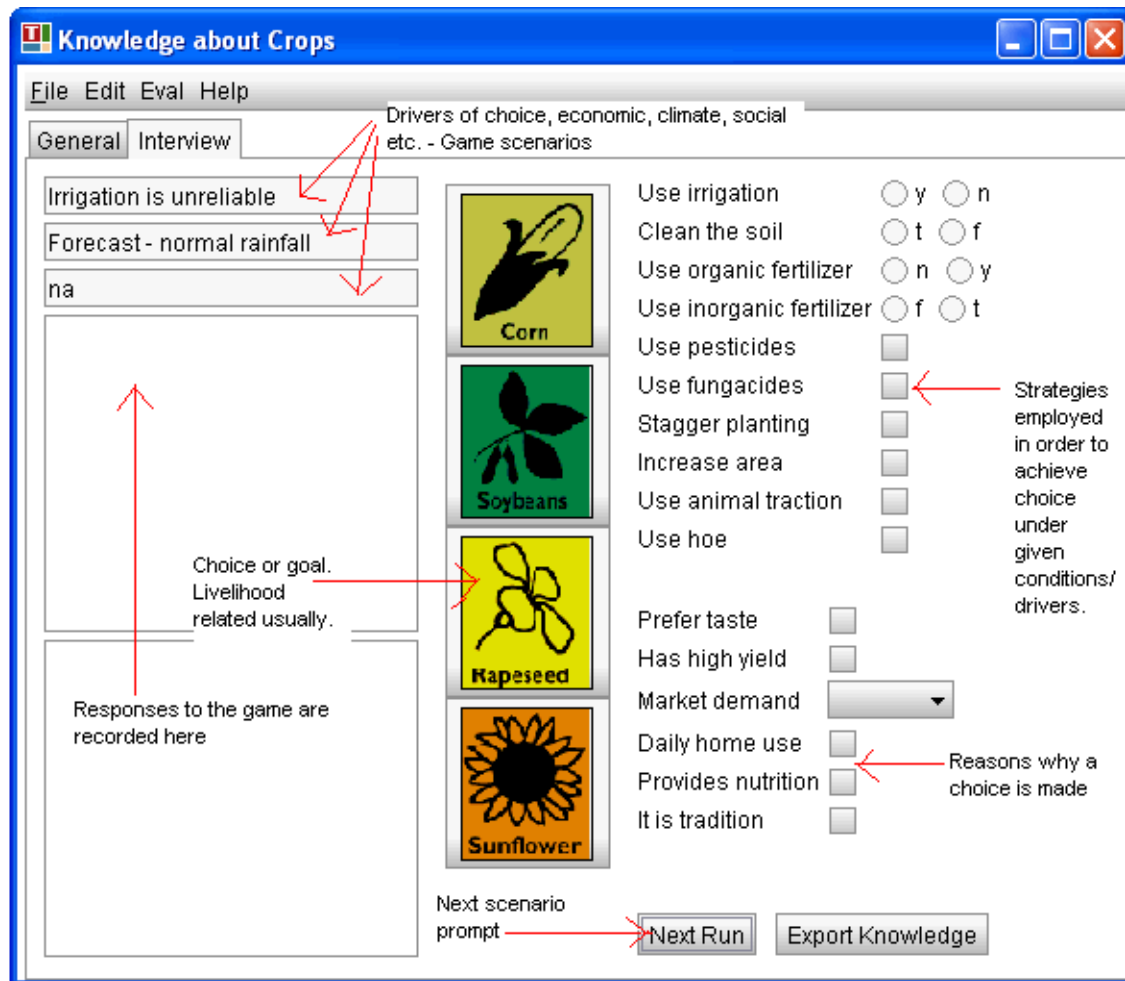 Knowledge about Crops
File Edit Eval Help
General Interview
Drivers of choice, economic, climate, social
etc. - Game scenarios
Irrigation is unreliable
Forecast - normal rainfall
na
Choice or goal.
Livelihood
related usually.
Responses to the game are
recorded here
Corn
Soybeans
Rapeseed
Sunflower
Use irrigation y n
Clean the soil t f
Use organic fertilizer n y
Use inorganic fertilizer f t
Use pesticides
Use fungacides
Stagger planting
Increase area
Use animal traction
Use hoe
Strategies
employed
in order to
achieve
choice
under
given
conditions/
drivers.
Prefer taste
Has high yield
Market demand
Daily home use
Provides nutrition
It is tradition
Reasons why a
choice is made
Next scenario
prompt
Next Run Export Knowledge